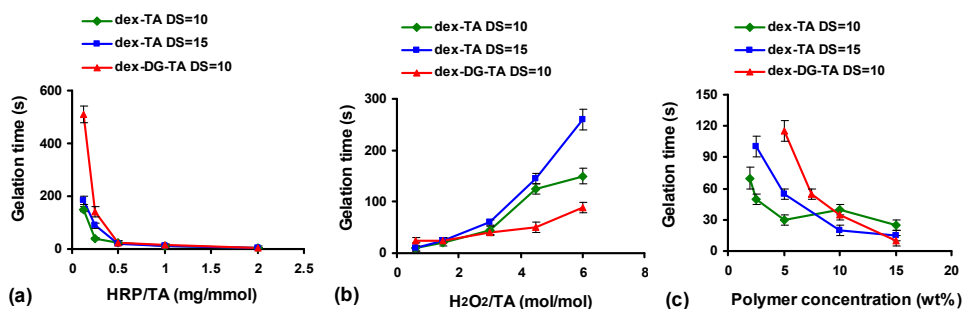 dex-TA DS=10
dex-TA DS=15
dex-DG-TA DS=10
Gelation time (s)
600
400
200
0
0
0.5
1
1.5
2
2.5
HRP/TA (mg/mmol)
(a)
dex-TA DS=10
dex-TA DS=15
dex-DG-TA DS=10
Gelation time (s)
300
200
100
0
0
2
4
6
8
H2O2/TA (mol/mol)
(b)
dex-TA DS=10
dex-TA DS=15
dex-DG-TA DS=10
Gelation time (s)
150
120
90
60
30
0
0
5
10
15
20
Polymer concentration (wt%)
(c)